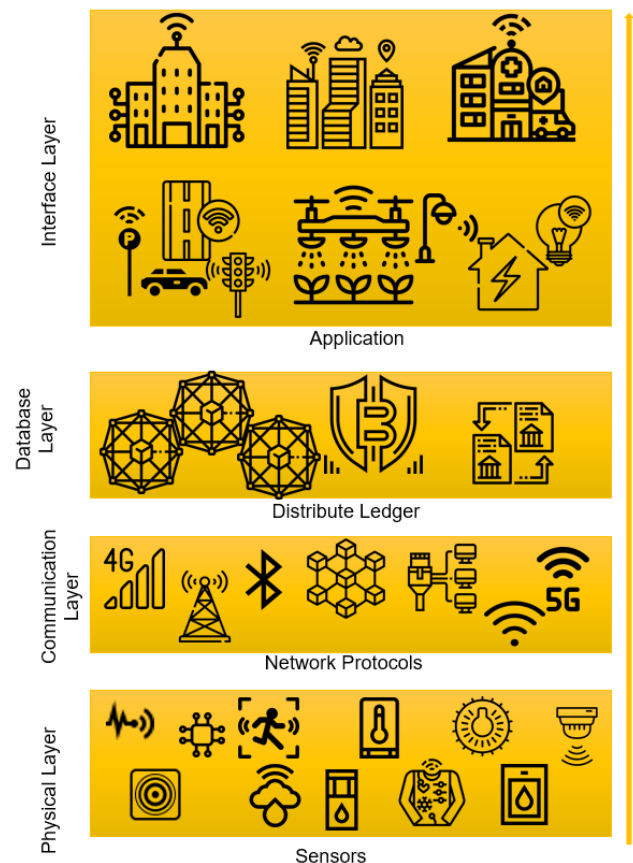 Interface Layer
P
Application
Database
Layer
B
Distribute Ledger
Communication
Layer
4G
5G
Network Protocols
Physical Layer
Sensors